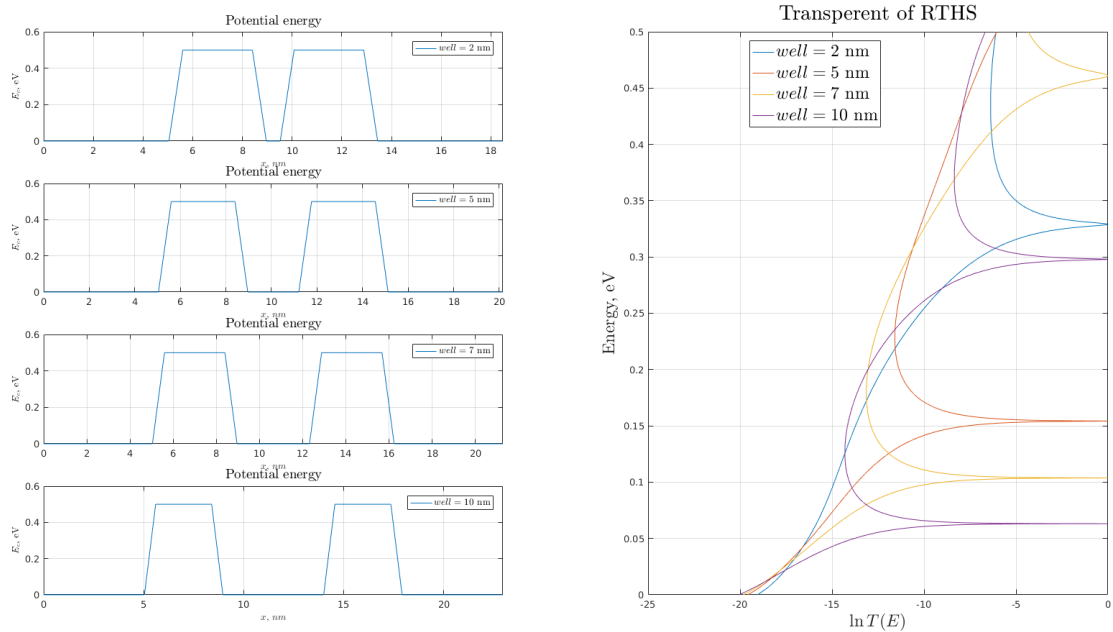 Potential energy
0.6
0.4
0.2
0
E_c, eV
well = 2 nm
0 2 4 6 8 10 12 14 16 18
x, nm
Potential energy
0.6
0.4
0.2
0
E_c, eV
well = 5 nm
0 2 4 6 8 10 12 14 16 18 20
x, nm
Potential energy
0.6
0.4
0.2
0
E_c, eV
well = 7 nm
0 2 4 6 8 10 12 14 16 18 20
x, nm
Potential energy
0.6
0.4
0.2
0
E_c, eV
well = 10 nm
0 5 10 15 20
x, nm
Transperent of RTHS
0.5
0.45
0.4
0.35
0.3
0.25
0.2
0.15
0.1
0.05
0
Energy, eV
well = 2 nm
well = 5 nm
well = 7 nm
well = 10 nm
-25 -20 -15 -10 -5 0
ln T(E)